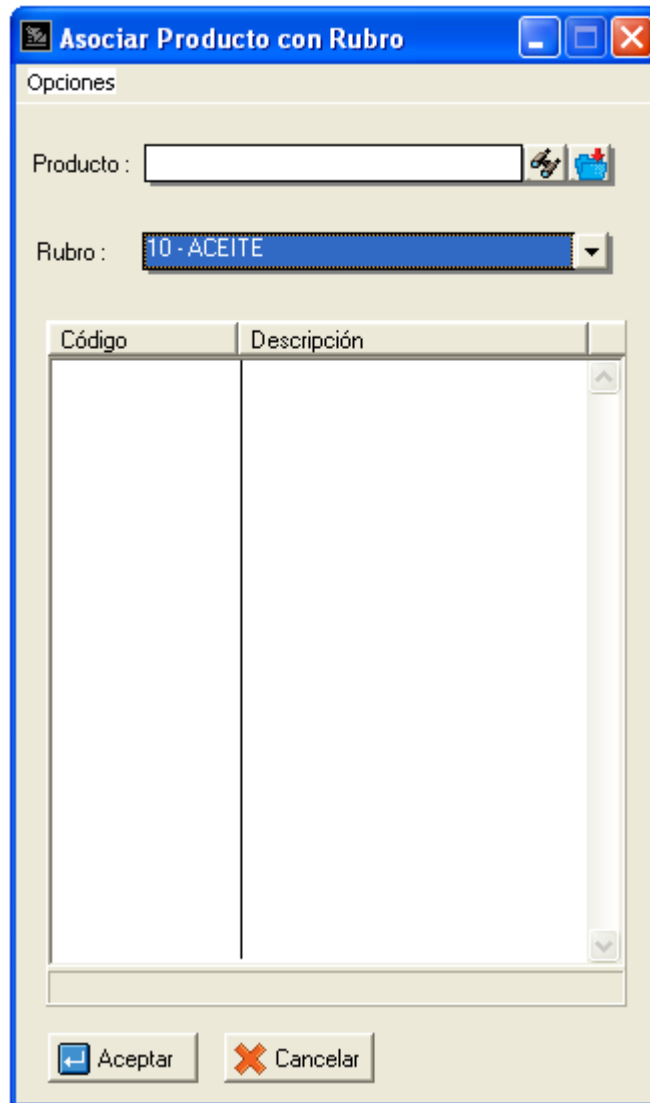 Asociar Producto con Rubro
Opciones
Producto :
Rubro : 10 - ACEITE
Código Descripción
Aceptar Cancelar